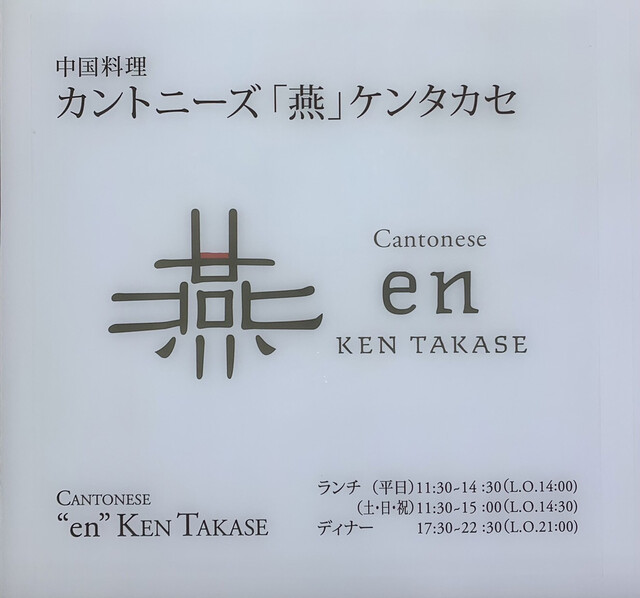 中国料理
カントニーズ「燕」ケンタカセ
燕
Cantonese
en
KEN TAKASE
CANTONESE
“en” KEN TAKASE
ランチ （平日）11:30~14:30（L.O.14:00）
（土・日・祝）11:30~15:00（L.O.14:30）
ディナー 17:30~22:30（L.O.21:00）